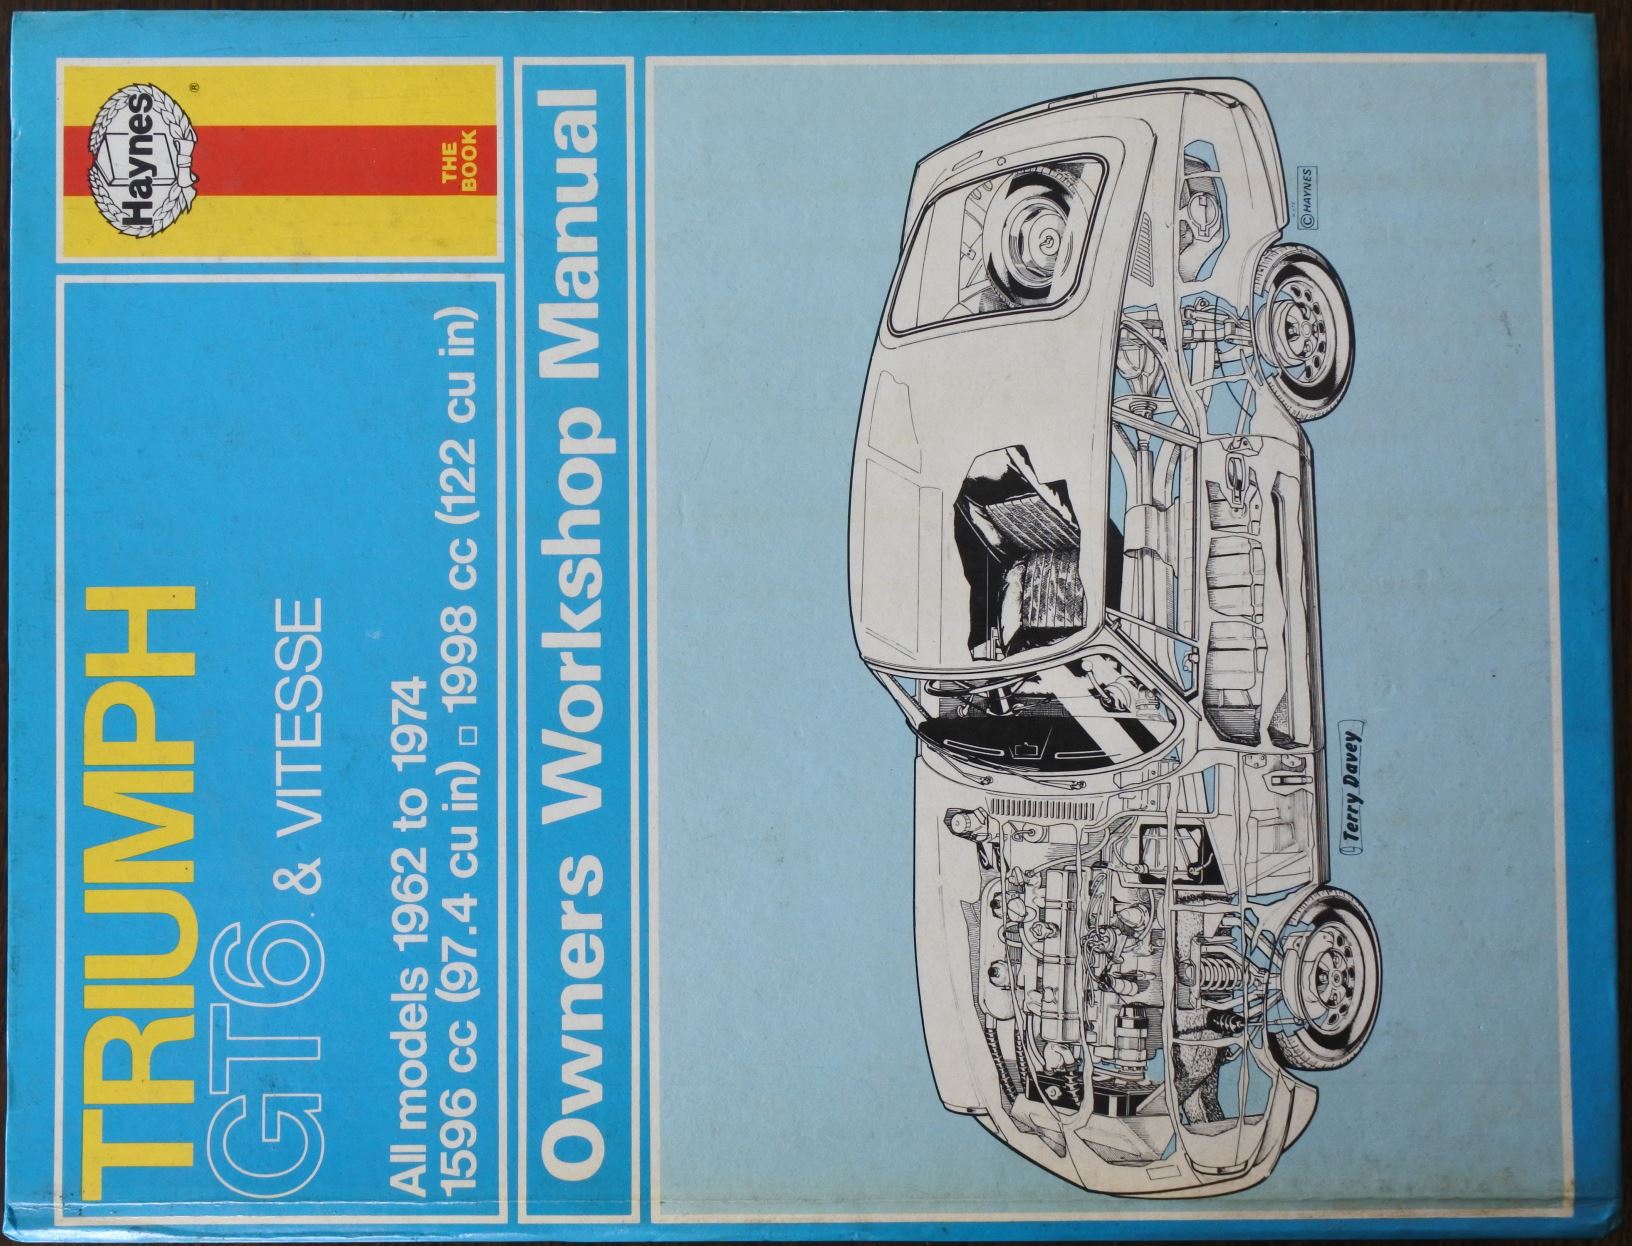 TRIUMPH
GT6 & VITESSE
All models 1962 to 1974
1596 cc (97.4 cu in) □ 1998 cc (122 cu in)
Haynes
®
THE
BOOK
Owners Workshop Manual
© HAYNES
Terry Davey